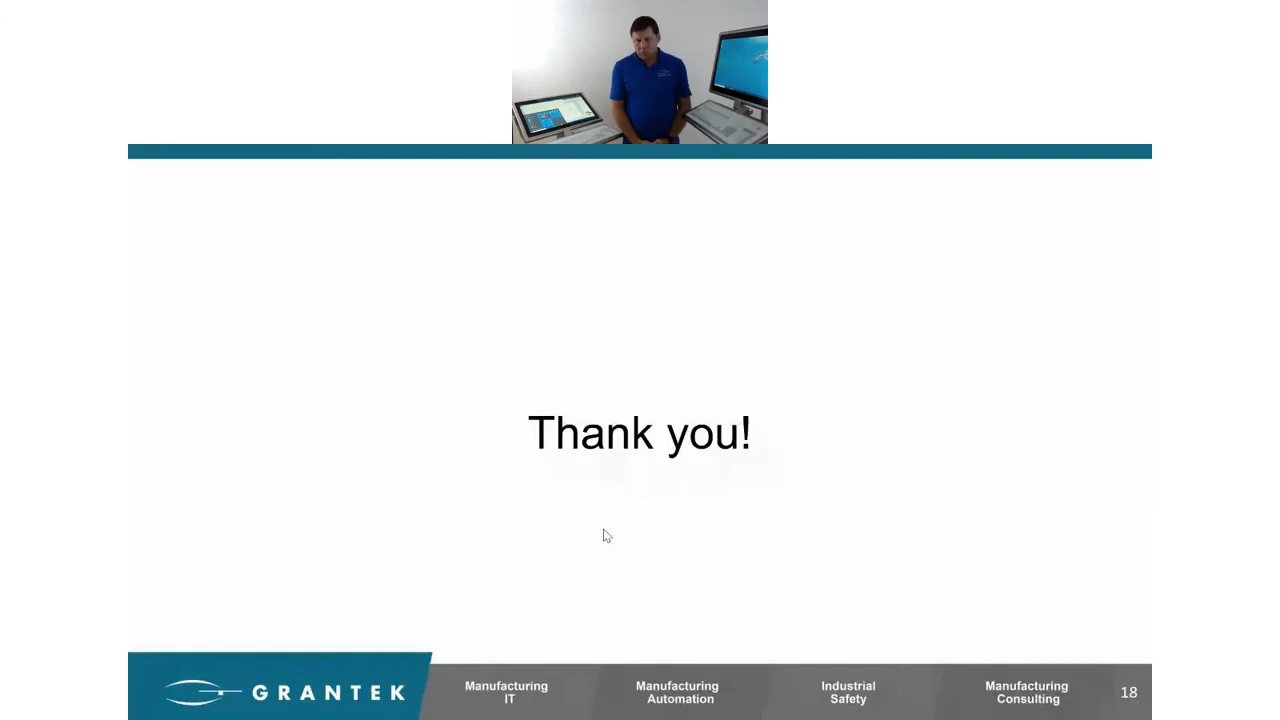 Thank you!
GRANTEK
Manufacturing
IT
Manufacturing
Automation
Industrial
Safety
Manufacturing
Consulting
18